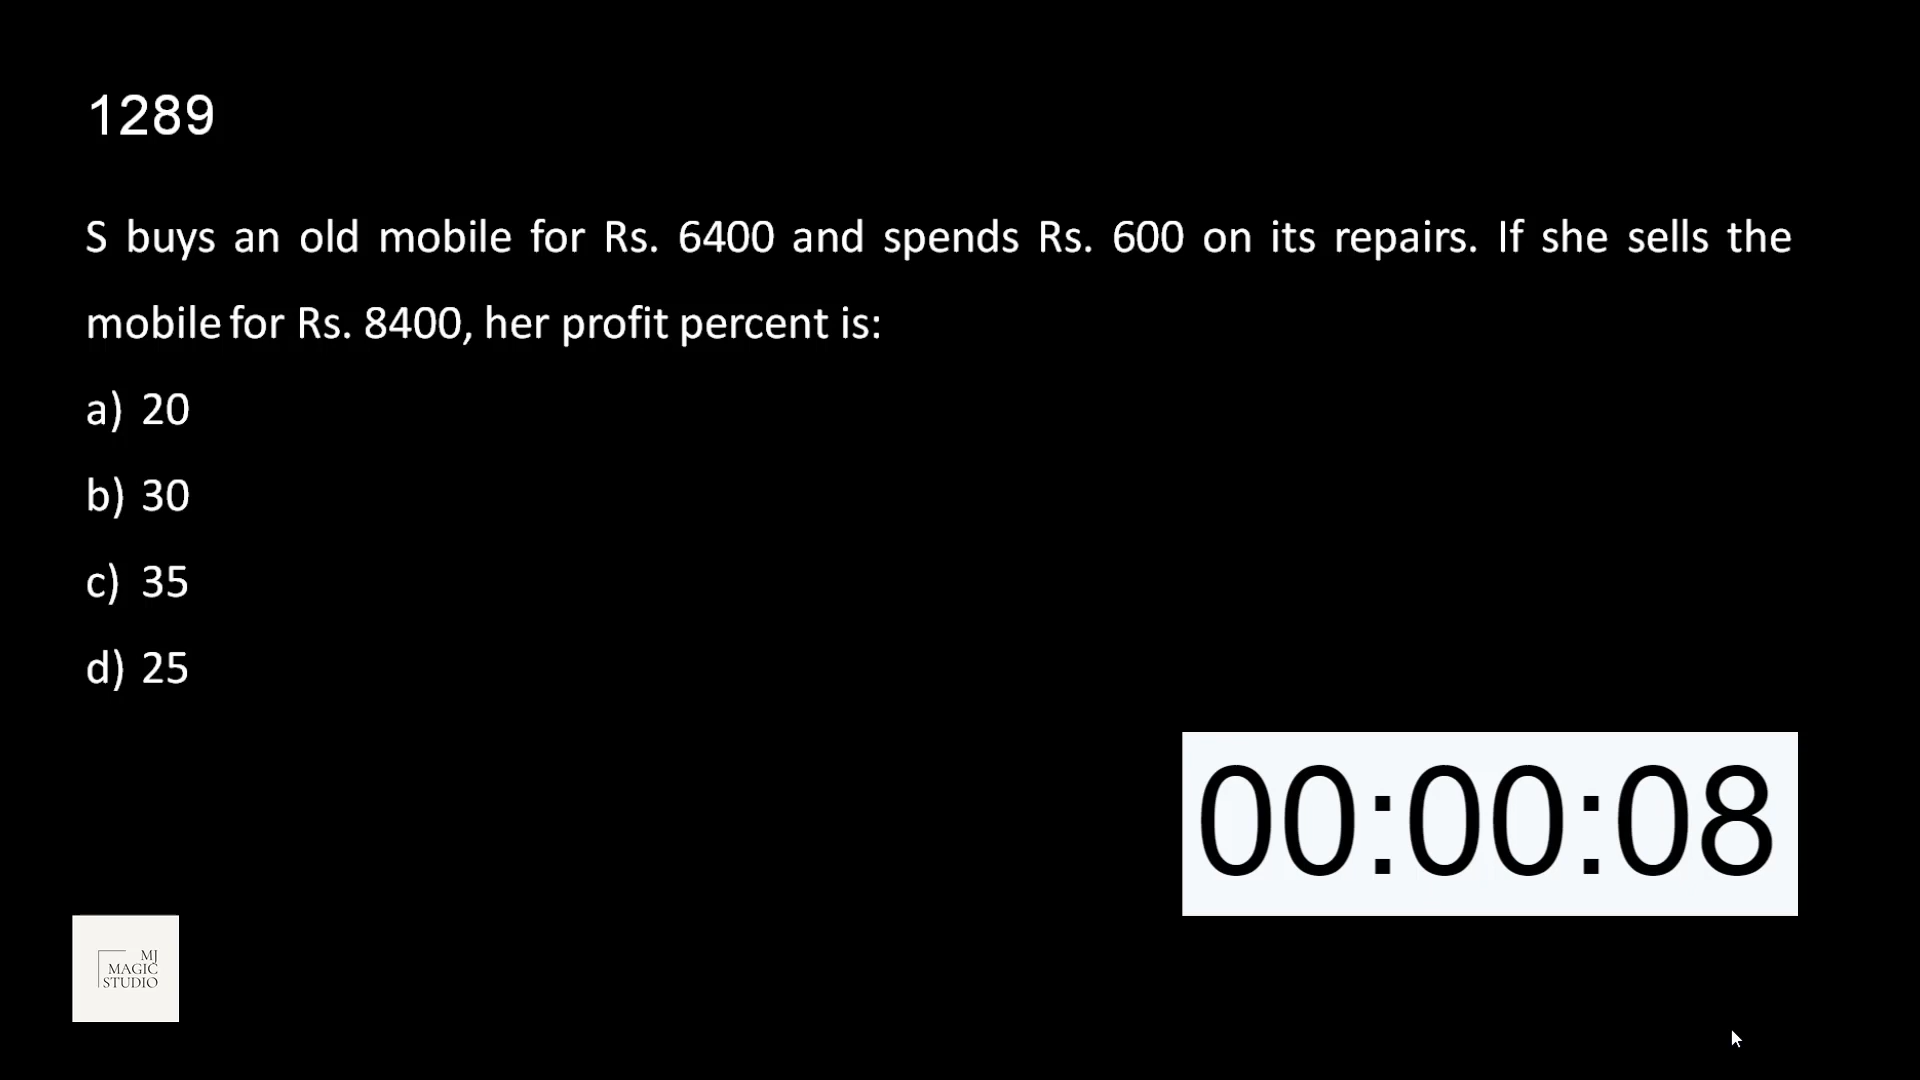 1289
S buys an old mobile for Rs. 6400 and spends Rs. 600 on its repairs. If she sells the
mobile for Rs. 8400, her profit percent is:
a) 20
b) 30
c) 35
d) 25
00:00:08
MJ
MAGIC
STUDIO